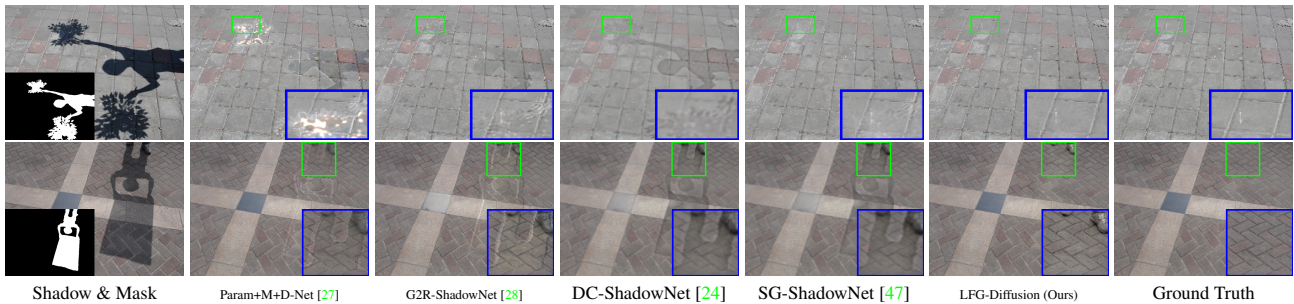 Shadow & Mask Param+M+D-Net [27] G2R-ShadowNet [28] DC-ShadowNet [24] SG-ShadowNet [47] LFG-Diffusion (Ours) Ground Truth